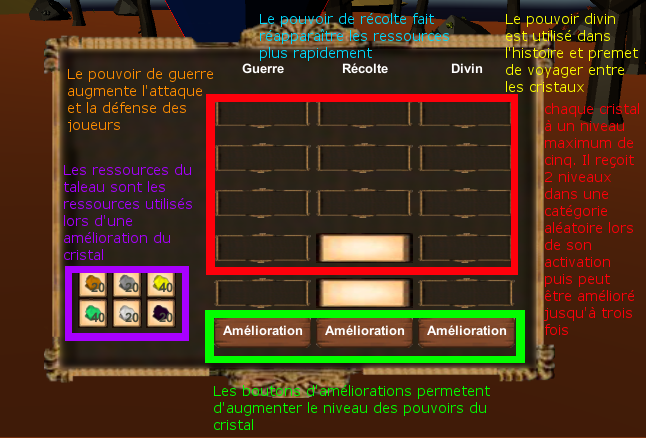 Le pouvoir de récolte fait
réapparaitre les ressources
plus rapidement
Le pouvoir divin
est utilisé dans
l'histoire et premet
de voyager entre
les cristaux
Le pouvoir de guerre
augmente l'attaque
et la défense des
joueurs
Guerre Récolte Divin
chaque cristal
à un niveau
maximum de
cinq. Il reçoit
2 niveaux
dans une
catégorie
aléatoire lors
de son
activation
puis peut
être amélioré
jusqu'à trois
fois
Les ressources du
taleau sont les
ressources utilisés
lors d'une
amélioration du
cristal
20 20 40
40 20 20
Amélioration Amélioration Amélioration
Les boutons d'améliorations permetent
d'augmenter le niveau des pouvoirs du
cristal